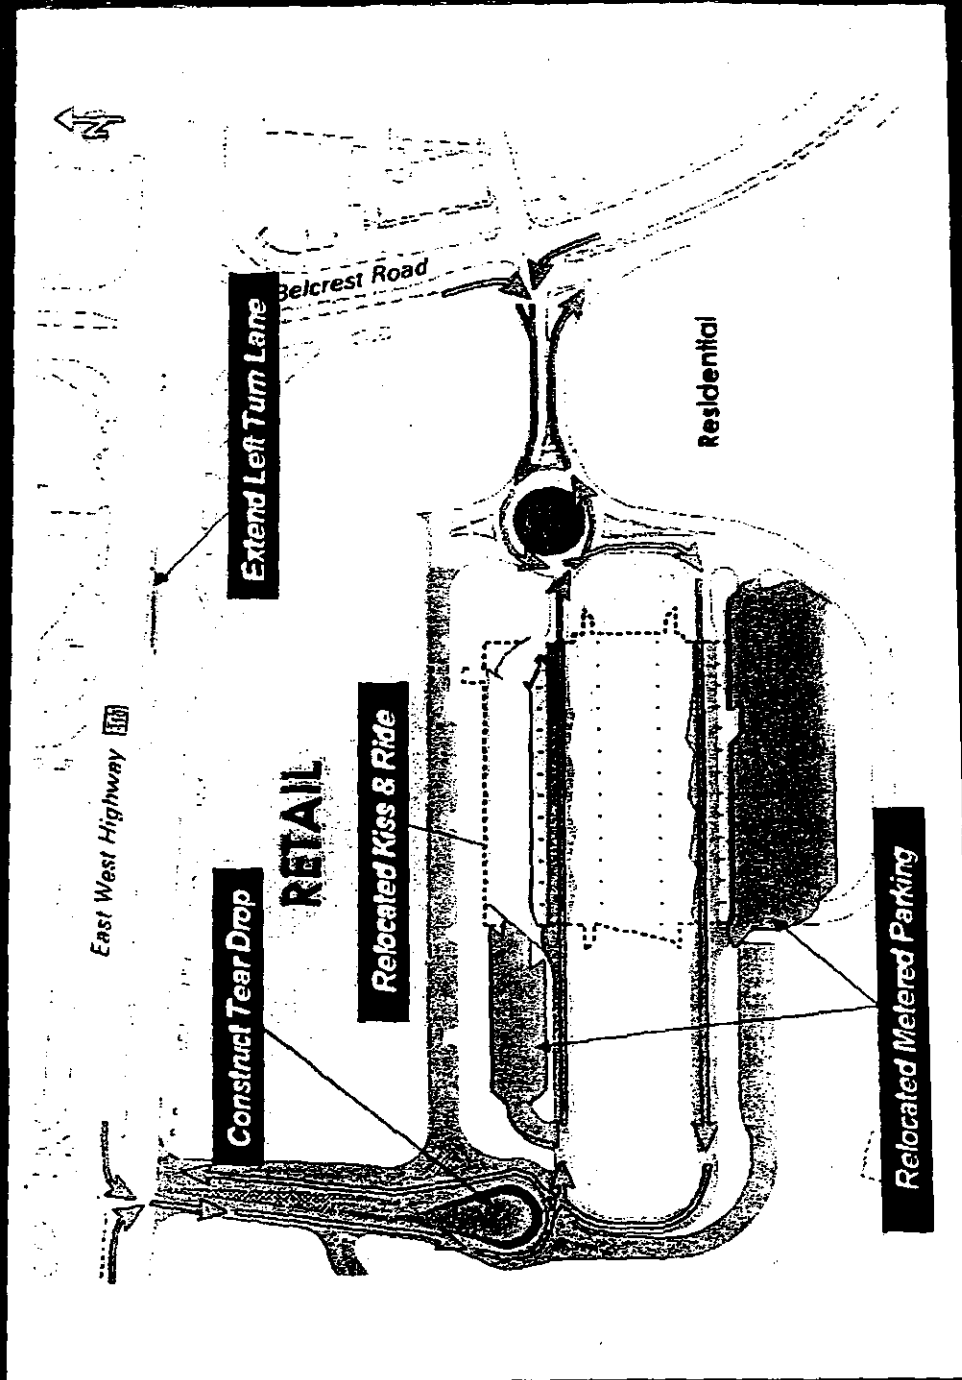 N
Belcrest Road
Extend Left Turn Lane
Residential
East West Highway 410
RETAIL
Relocated Kiss & Ride
Construct Tear Drop
Relocated Metered Parking